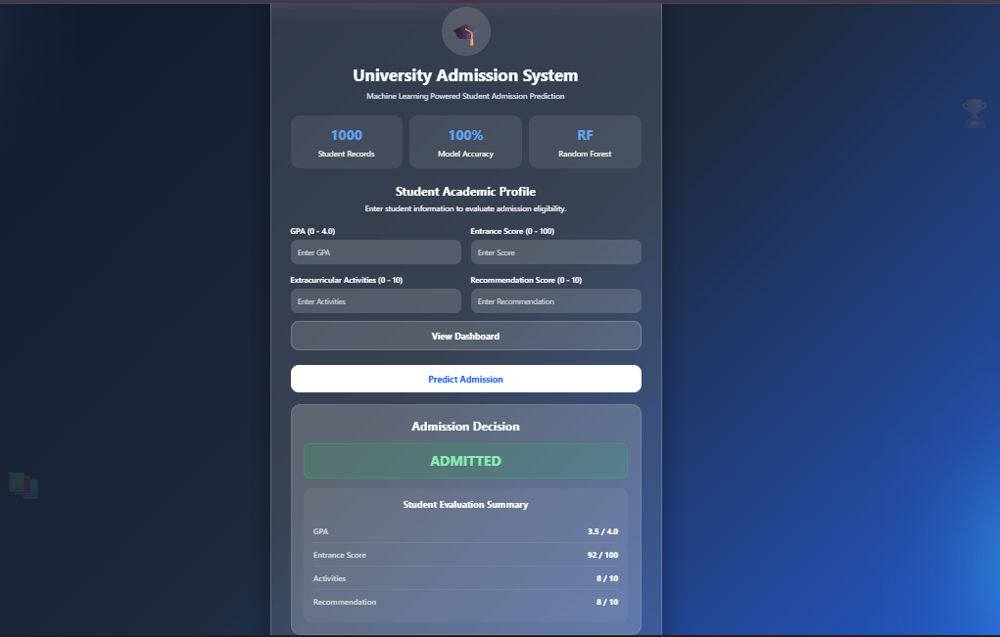 University Admission System
Machine Learning Powered Student Admission Prediction
1000
Student Records
100%
Model Accuracy
RF
Random Forest
Student Academic Profile
Enter student information to evaluate admission eligibility.
GPA (0 - 4.0)
Enter GPA
Entrance Score (0 - 100)
Enter Score
Extracurricular Activities (0 - 10)
Enter Activities
Recommendation Score (0 - 10)
Enter Recommendation
View Dashboard
Predict Admission
Admission Decision
ADMITTED
Student Evaluation Summary
GPA 3.5 / 4.0
Entrance Score 92 / 100
Activities 8 / 10
Recommendation 8 / 10